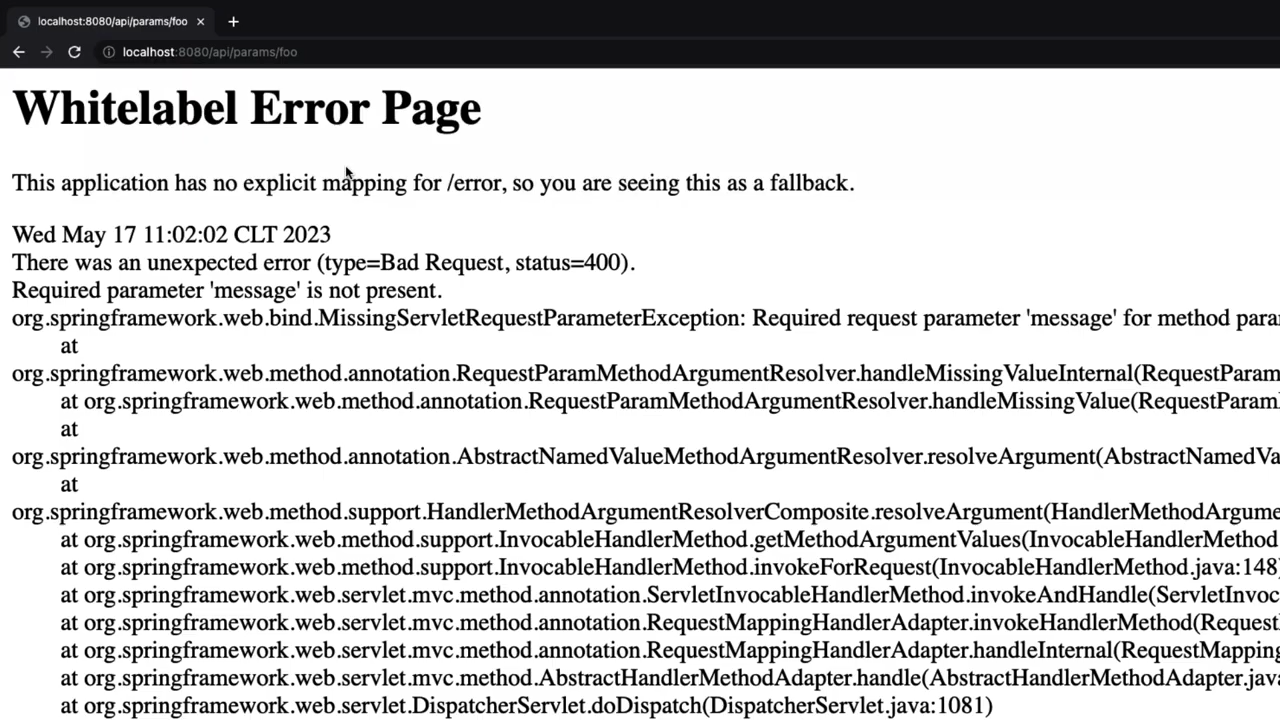 localhost:8080/api/params/foo
localhost:8080/api/params/foo
Whitelabel Error Page
This application has no explicit mapping for /error, so you are seeing this as a fallback.
Wed May 17 11:02:02 CLT 2023
There was an unexpected error (type=Bad Request, status=400).
Required parameter 'message' is not present.
org.springframework.web.bind.MissingServletRequestParameterException: Required request parameter 'message' for method para
at
org.springframework.web.method.annotation.RequestParamMethodArgumentResolver.handleMissingValueInternal(RequestParam
at org.springframework.web.method.annotation.RequestParamMethodArgumentResolver.handleMissingValue(RequestParam
at
org.springframework.web.method.annotation.AbstractNamedValueMethodArgumentResolver.resolveArgument(AbstractNamedVa
at
org.springframework.web.method.support.HandlerMethodArgumentResolverComposite.resolveArgument(HandlerMethodArgume
at org.springframework.web.method.support.InvocableHandlerMethod.getMethodArgumentValues(InvocableHandlerMethod
at org.springframework.web.method.support.InvocableHandlerMethod.invokeForRequest(InvocableHandlerMethod.java:148)
at org.springframework.web.servlet.mvc.method.annotation.ServletInvocableHandlerMethod.invokeAndHandle(ServletInvoc
at org.springframework.web.servlet.mvc.method.annotation.RequestMappingHandlerAdapter.invokeHandlerMethod(Request
at org.springframework.web.servlet.mvc.method.annotation.RequestMappingHandlerAdapter.handleInternal(RequestMapping
at org.springframework.web.servlet.mvc.method.AbstractHandlerMethodAdapter.handle(AbstractHandlerMethodAdapter.java
at org.springframework.web.servlet.DispatcherServlet.doDispatch(DispatcherServlet.java:1081)